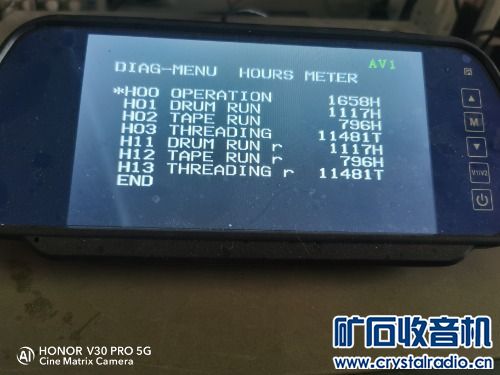 AV1
DIAG-MENU HOURS METER
*H00 OPERATION 1658H
H01 DRUM RUN 1117H
H02 TAPE RUN 796H
H03 THREADING 11481T
H11 DRUM RUN r 1117H
H12 TAPE RUN r 796H
H13 THREADING r 11481T
END
M
V1/V2
AI HONOR V30 PRO 5G
Cine Matrix Camera
矿石收音机
www.crystalradio.cn